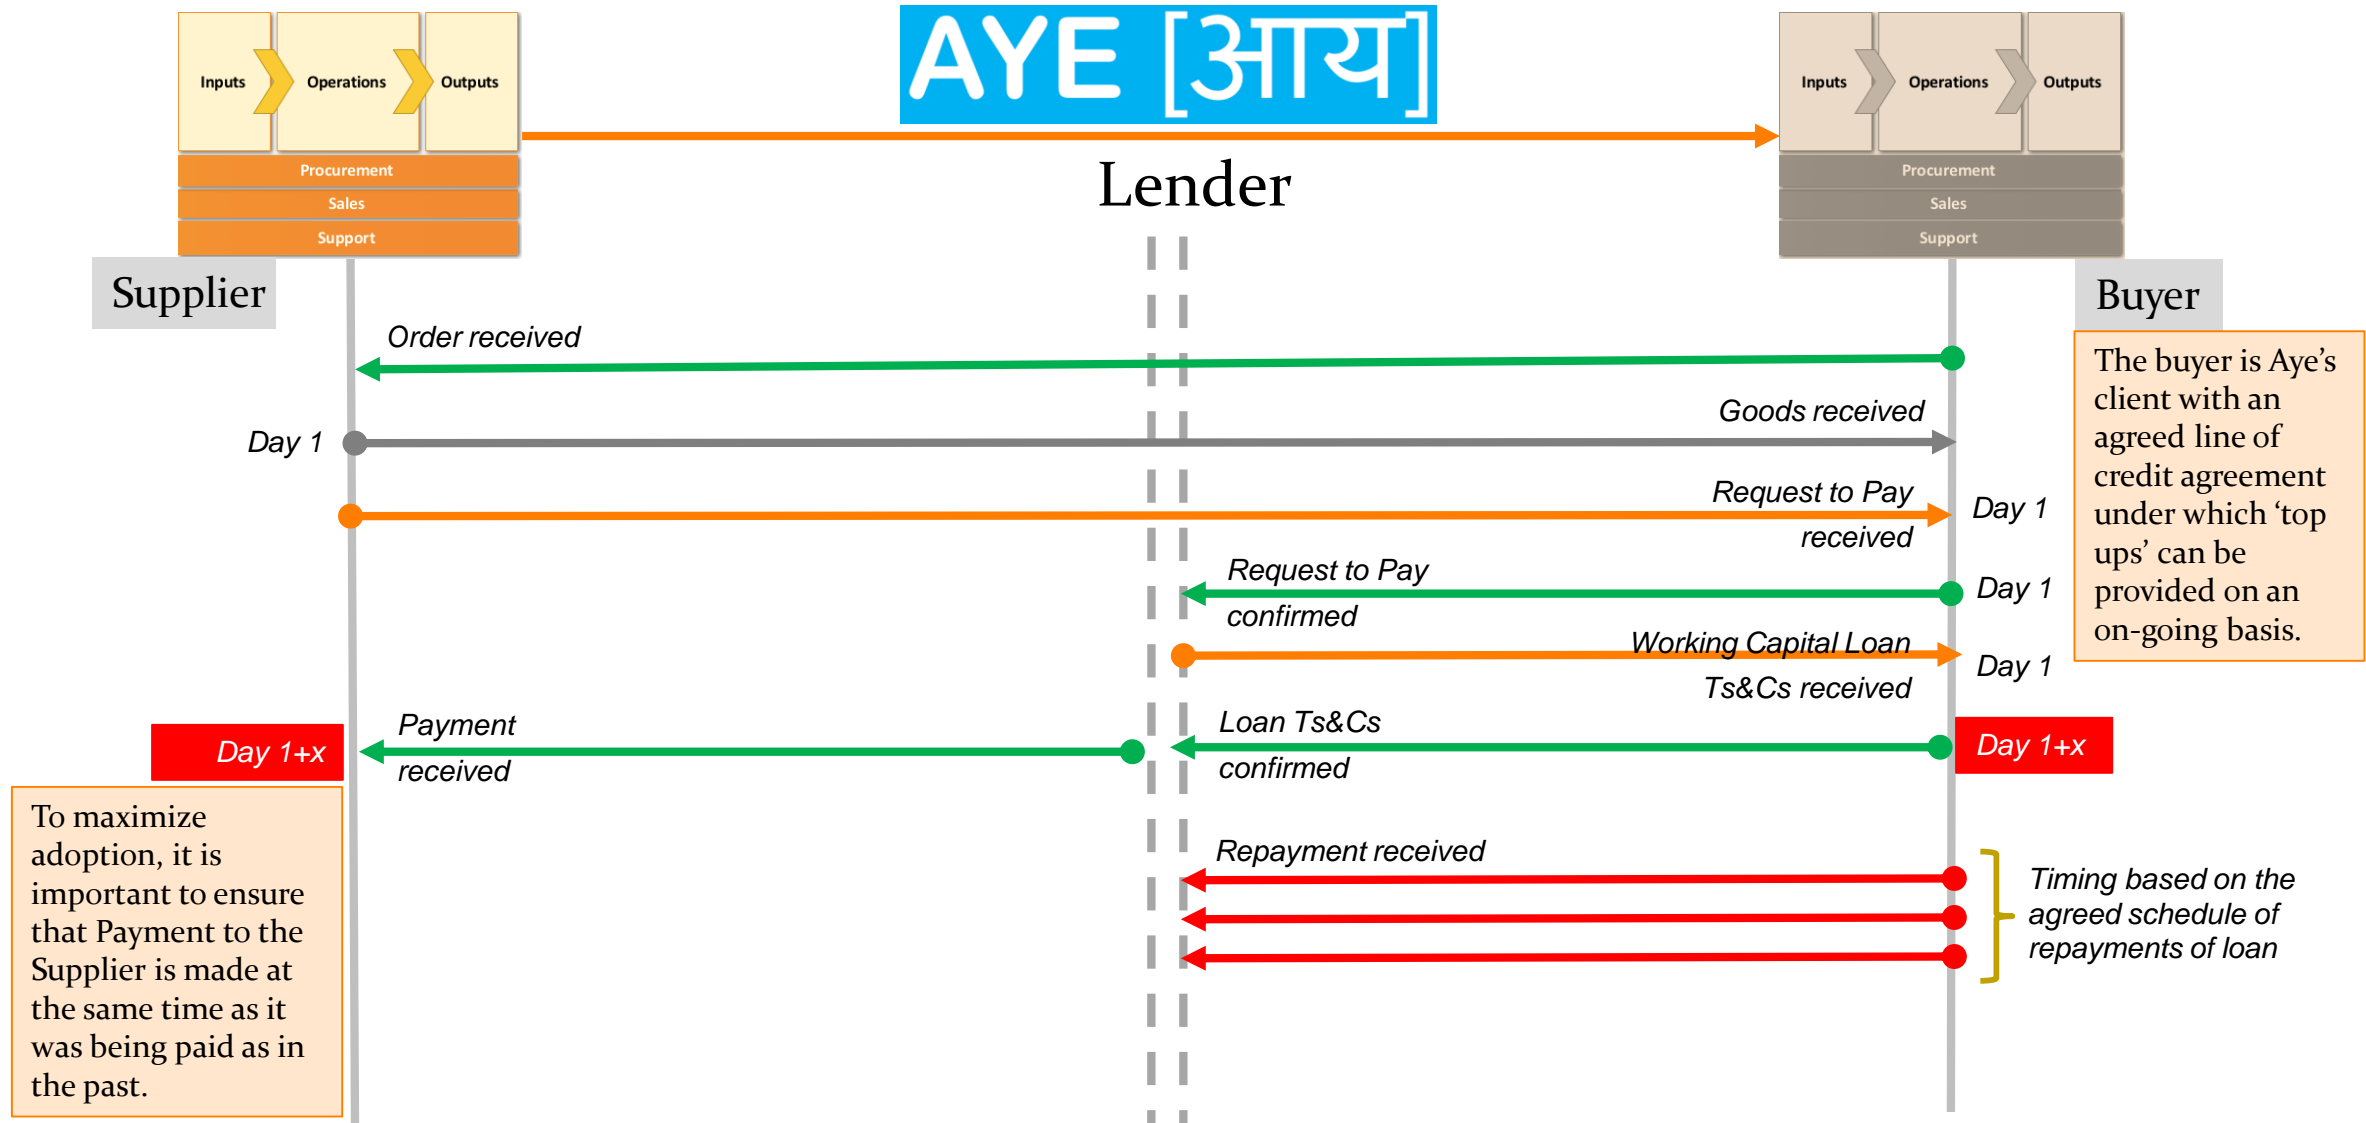 AYE [आय]
Inputs
Operations
Outputs
Procurement
Sales
Support
Inputs
Operations
Outputs
Procurement
Sales
Support
Lender
Supplier
Buyer
Order received
The buyer is Aye’s
client with an
agreed line of
credit agreement
under which ‘top
ups’ can be
provided on an
on-going basis.
Goods received
Day 1
Request to Pay
received
Day 1
Request to Pay
confirmed
Day 1
Working Capital Loan
Ts&Cs received
Day 1
Payment
received
Day 1+x
Loan Ts&Cs
confirmed
Day 1+x
To maximize
adoption, it is
important to ensure
that Payment to the
Supplier is made at
the same time as it
was being paid as in
the past.
Repayment received
Timing based on the
agreed schedule of
repayments of loan